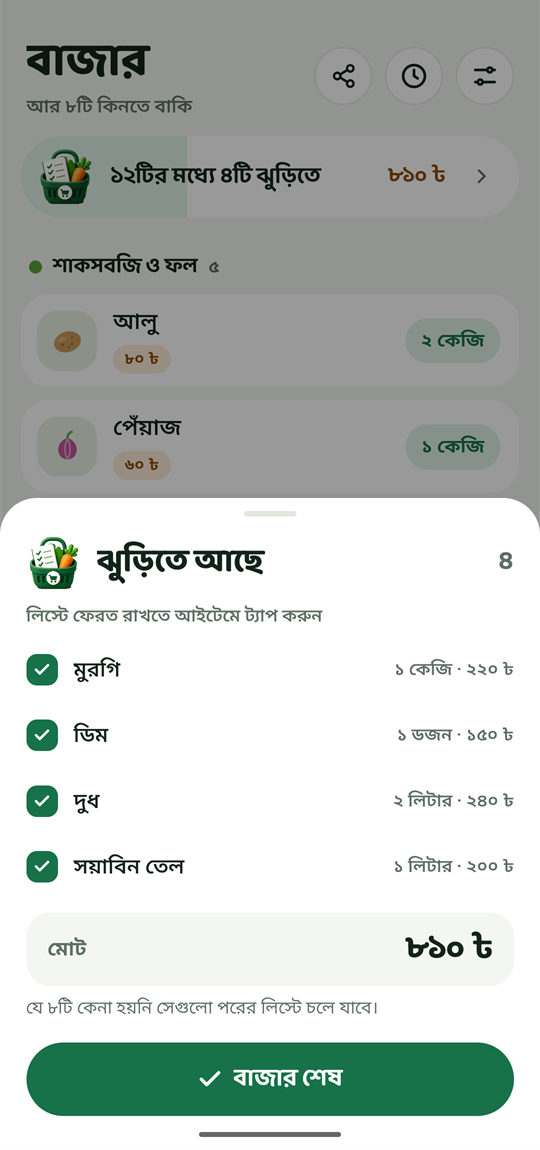 বাজার
আর ৮টি কিনতে বাকি
১২টির মধ্যে ৪টি ঝুড়িতে ৮১০ ৳
শাকসবজি ও ফল ৫
আলু
৮০ ৳
২ কেজি
পেঁয়াজ
৬০ ৳
১ কেজি
ঝুড়িতে আছে ৪
লিস্টে ফেরত রাখতে আইটেমে ট্যাপ করুন
মুরগি ১ কেজি · ২২০ ৳
ডিম ১ ডজন · ১৫০ ৳
দুধ ২ লিটার · ২৪০ ৳
সয়াবিন তেল ১ লিটার · ২০০ ৳
মোট ৮১০ ৳
যে ৮টি কেনা হয়নি সেগুলো পরের লিস্টে চলে যাবে।
বাজার শেষ